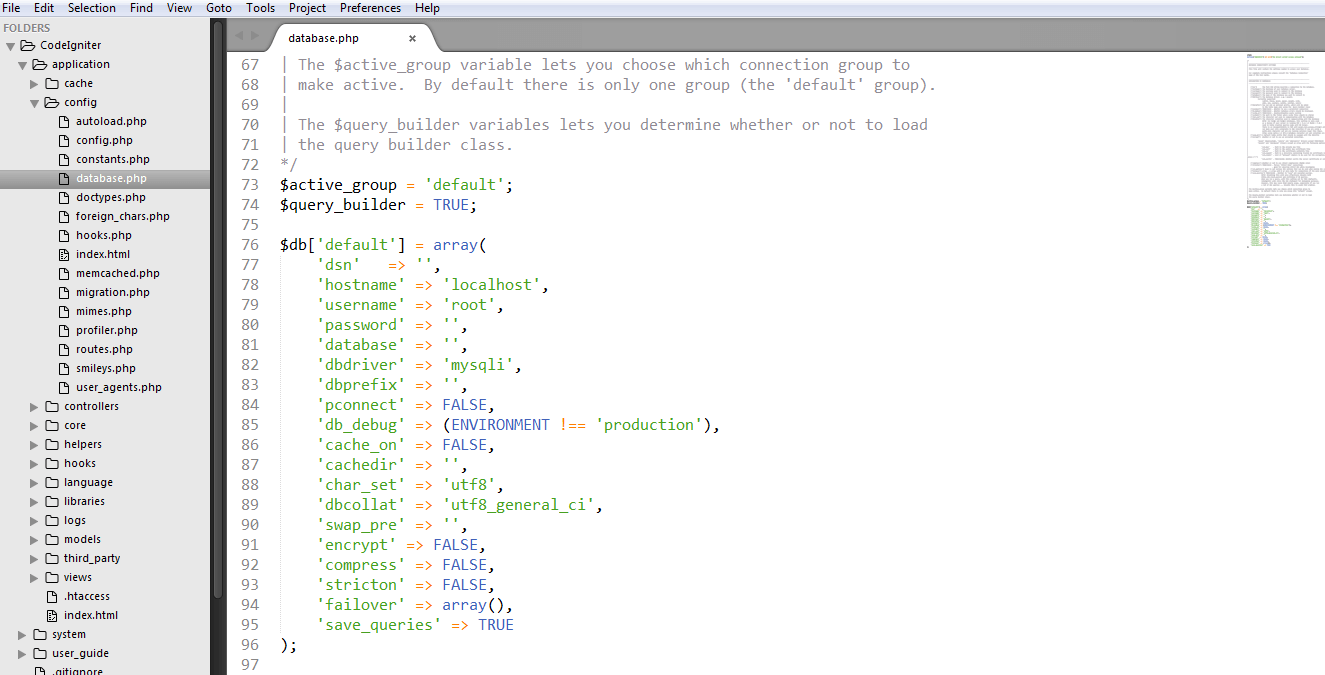 File Edit Selection Find View Goto Tools Project Preferences Help
FOLDERS
CodeIgniter
application
cache
config
autoload.php
config.php
constants.php
database.php
doctypes.php
foreign_chars.php
hooks.php
index.html
memcached.php
migration.php
mimes.php
profiler.php
routes.php
smileys.php
user_agents.php
controllers
core
helpers
hooks
language
libraries
logs
models
third_party
views
.htaccess
index.html
system
user_guide
.gitignore
database.php ×
67 | The $active_group variable lets you choose which connection group to
68 | make active.  By default there is only one group (the 'default' group).
69 |
70 | The $query_builder variables lets you determine whether or not to load
71 | the query builder class.
72 */
73 $active_group = 'default';
74 $query_builder = TRUE;
75
76 $db['default'] = array(
77     'dsn'   => '',
78     'hostname' => 'localhost',
79     'username' => 'root',
80     'password' => '',
81     'database' => '',
82     'dbdriver' => 'mysqli',
83     'dbprefix' => '',
84     'pconnect' => FALSE,
85     'db_debug' => (ENVIRONMENT !== 'production'),
86     'cache_on' => FALSE,
87     'cachedir' => '',
88     'char_set' => 'utf8',
89     'dbcollat' => 'utf8_general_ci',
90     'swap_pre' => '',
91     'encrypt' => FALSE,
92     'compress' => FALSE,
93     'stricton' => FALSE,
94     'failover' => array(),
95     'save_queries' => TRUE
96 );
97